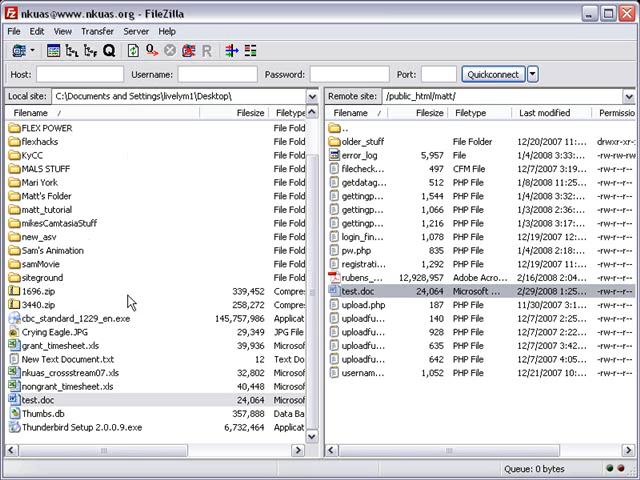 nkuas@www.nkuas.org - FileZilla
File Edit View Transfer Server Help
Host: Username: Password: Port: Quickconnect
Local site: C:\Documents and Settings\livelym1\Desktop\
Filename / Filesize Filetype
FLEX POWER File Fold
flexhacks File Fold
KyCC File Fold
MALS STUFF File Fold
Mari York File Fold
Matt's Folder File Fold
matt_tutorial File Fold
mikesCamtasiaStuff File Fold
new_asv File Fold
Sam's Animation File Fold
samMovie File Fold
siteground File Fold
1696.zip 339,452 Compre:
3440.zip 258,272 Compre:
cbc_standard_1229_en.exe 145,757,986 Applicati
Crying Eagle.JPG 29,349 JPG Ima
grant_timesheet.xls 39,936 Microsof
New Text Document.txt 12 Text Do
nkuas_crossstream07.xls 32,802 Microsof
nongrant_timesheet.xls 40,448 Microsof
test.doc 24,064 Microsof
Thumbs.db 357,888 Data Ba
Thunderbird Setup 2.0.0.9.exe 6,732,464 Applicati
Remote site: /public_html/matt/
Filename / Filesize Filetype Last modified Permissio
..
older_stuff File Folder 12/20/2007 11:... drwxr-xr-x
error_log 5,957 File 1/4/2008 3:33:... -rw-rw-rw-
filecheck... 497 CFM File 12/7/2007 3:19... -rw-r--r--
getdatag... 512 PHP File 1/8/2008 11:25... -rw-r--r--
gettingp... 1,544 PHP File 1/3/2008 2:36:... -rw-r--r--
gettingp... 1,066 PHP File 1/3/2008 2:36:... -rw-r--r--
gettingp... 1,216 PHP File 1/4/2008 3:33:... -rw-r--r--
login_fin... 1,078 PHP File 12/19/2007 12:... -rw-r--r--
pw.php 235 PHP File 1/4/2008 3:45:... -rw-r--r--
registrati... 1,292 PHP File 12/19/2007 11:... -rw-r--r--
rubens_... 12,928,957 Adobe Acro... 2/16/2008 2:04... -rw-r--r--
test.doc 24,064 Microsoft ... 2/29/2008 1:25... -rw-r--r--
upload.php 187 PHP File 12/7/2007 1:41... -rw-r--r--
uploadfu... 140 PHP File 12/7/2007 2:52... -rw-r--r--
uploadfu... 928 PHP File 12/7/2007 2:55... -rw-r--r--
uploadfu... 635 PHP File 12/7/2007 3:42... -rw-r--r--
uploadfu... 642 PHP File 12/7/2007 4:05... -rw-r--r--
usernam... 1,052 PHP File 12/21/2007 10:... -rw-r--r--
Queue: 0 bytes